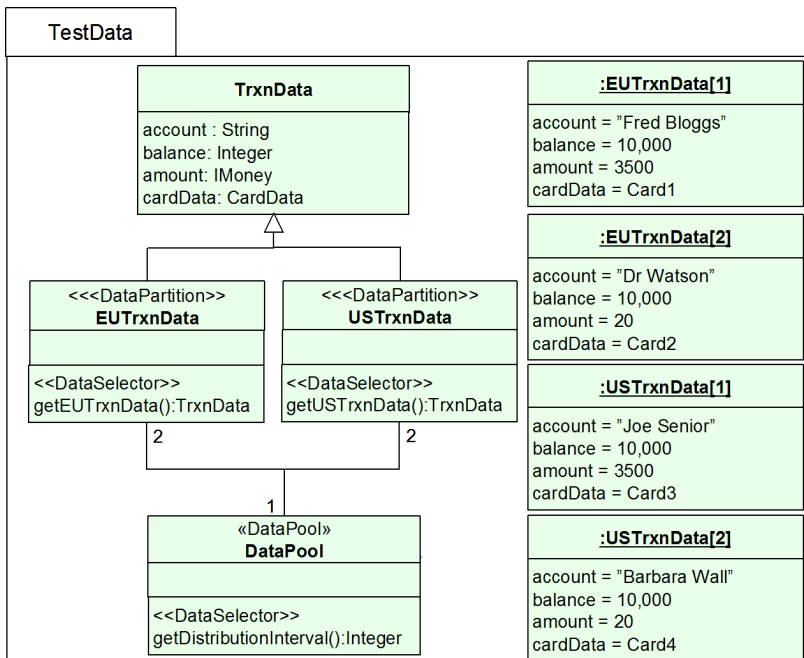 TestData
TrxnData
account : String
balance: Integer
amount: IMoney
cardData: CardData
<<<DataPartition>>
EUTrxnData
<<DataSelector>>
getEUTrxnData():TrxnData
2
<<<DataPartition>>
USTrxnData
<<DataSelector>>
getUSTrxnData():TrxnData
2
1
«DataPool»
DataPool
<<DataSelector>>
getDistributionInterval():Integer
:EUTrxnData[1]
account = ”Fred Bloggs”
balance = 10,000
amount = 3500
cardData = Card1
:EUTrxnData[2]
account = ”Dr Watson”
balance = 10,000
amount = 20
cardData = Card2
:USTrxnData[1]
account = ”Joe Senior”
balance = 10,000
amount = 3500
cardData = Card3
:USTrxnData[2]
account = ”Barbara Wall”
balance = 10,000
amount = 20
cardData = Card4